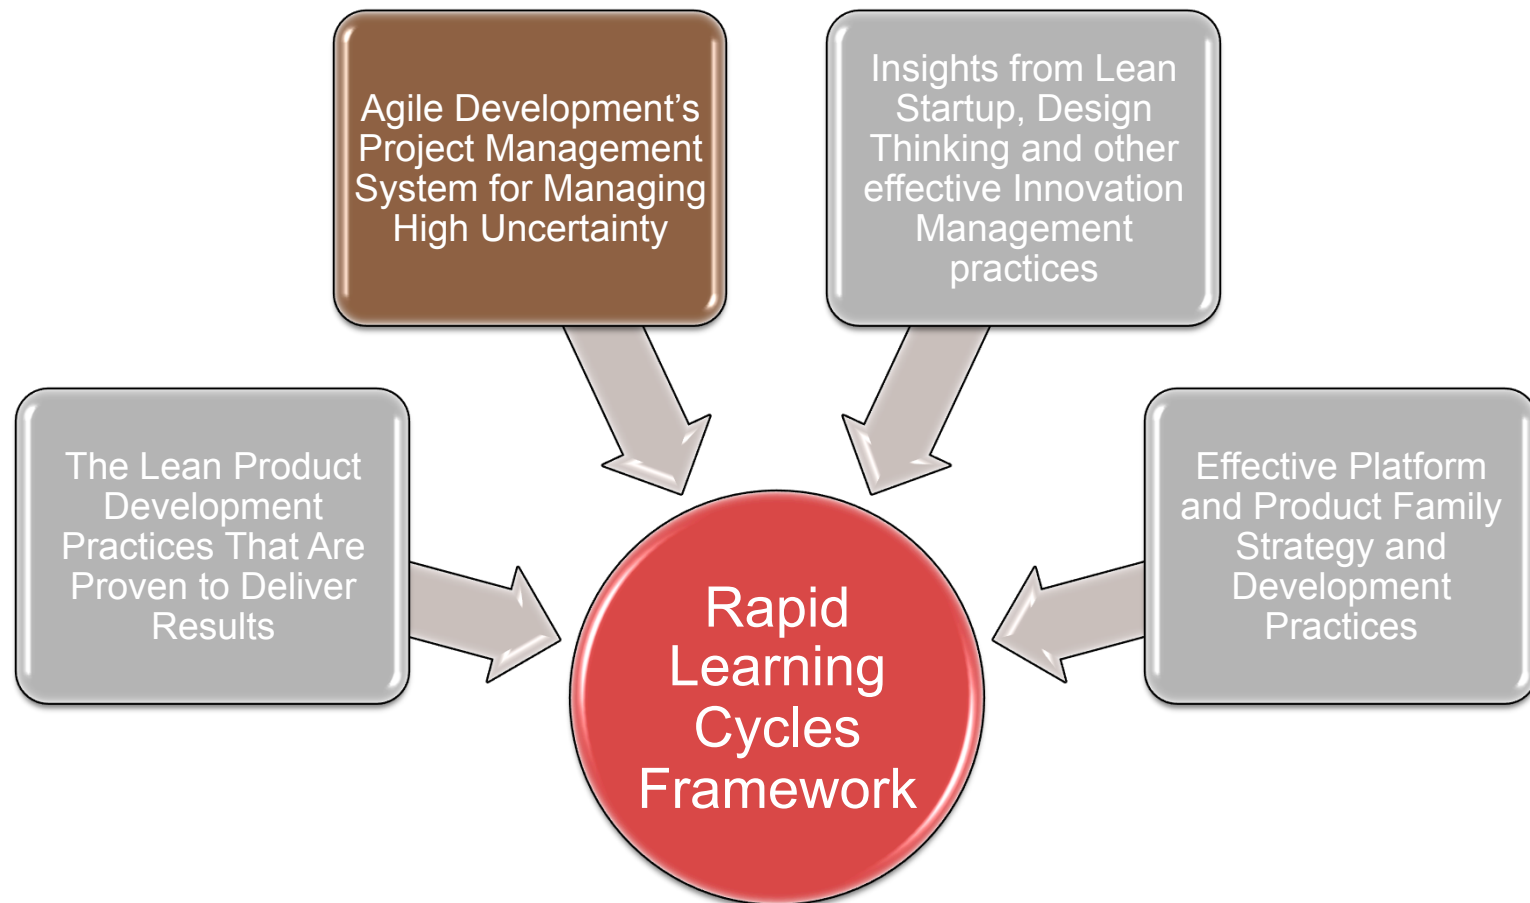 Agile Development’s
Project Management
System for Managing
High Uncertainty
Insights from Lean
Startup, Design
Thinking and other
effective Innovation
Management
practices
The Lean Product
Development
Practices That Are
Proven to Deliver
Results
Effective Platform
and Product Family
Strategy and
Development
Practices
Rapid
Learning
Cycles
Framework